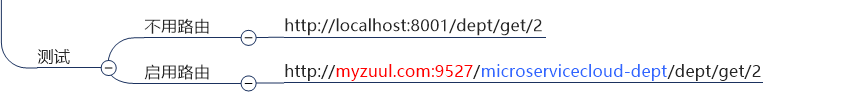 不用路由
http://localhost:8001/dept/get/2
测试
启用路由
http://myzuul.com:9527/microservicecloud-dept/dept/get/2